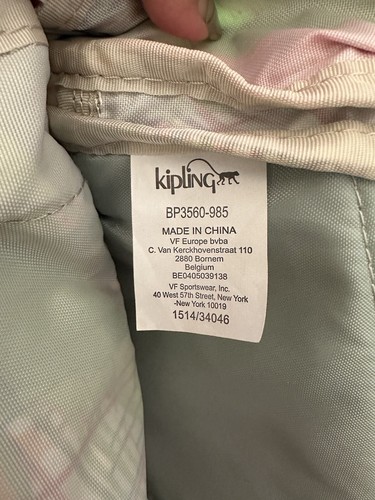 kipling
BP3560-985
MADE IN CHINA
VF Europe bvba
C. Van Kerckhovenstraat 110
2880 Bornem
Belgium
BE0405039138
VF Sportswear, Inc.
40 West 57th Street, New York
-New York 10019
1514/34046